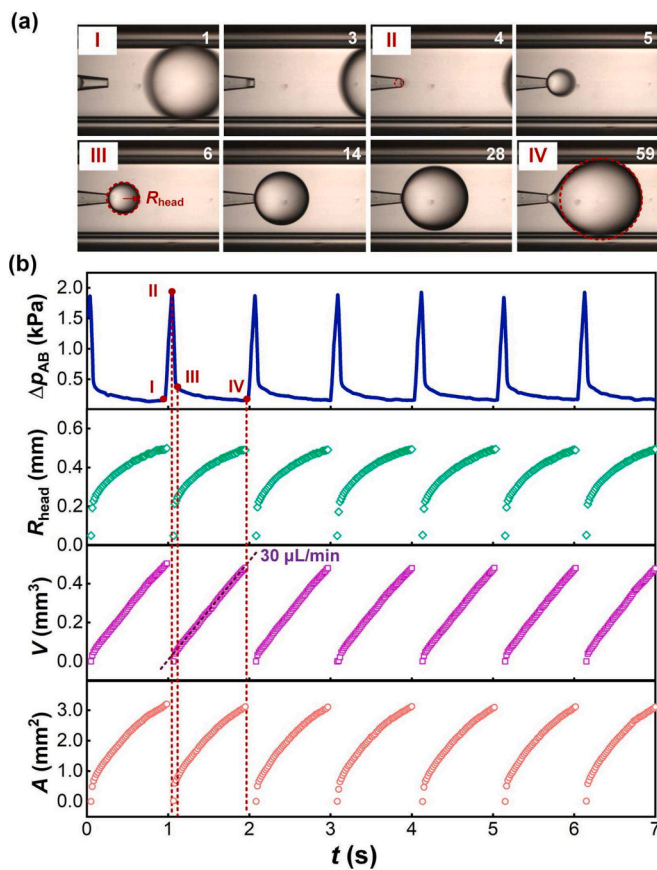 (a)
I 1 3 II 4 5
III 6 14 28 IV 59
R_head
(b)
Δp_AB (kPa)
2.0
1.5
1.0
0.5
I II III IV
R_head (mm)
0.6
0.4
0.2
0.0
V (mm³)
0.4
0.2
0.0
30 μL/min
A (mm²)
3.0
2.0
1.0
0.0
0 1 2 3 4 5 6 7
t (s)